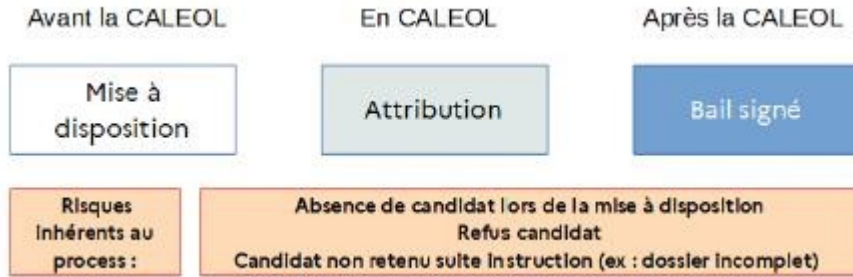 Avant la CALEOL
En CALEOL
Après la CALEOL
Mise à
disposition
Attribution
Bail signé
Risques
inhérents au
process :
Absence de candidat lors de la mise à disposition
Refus candidat
Candidat non retenu suite instruction (ex : dossier incomplet)